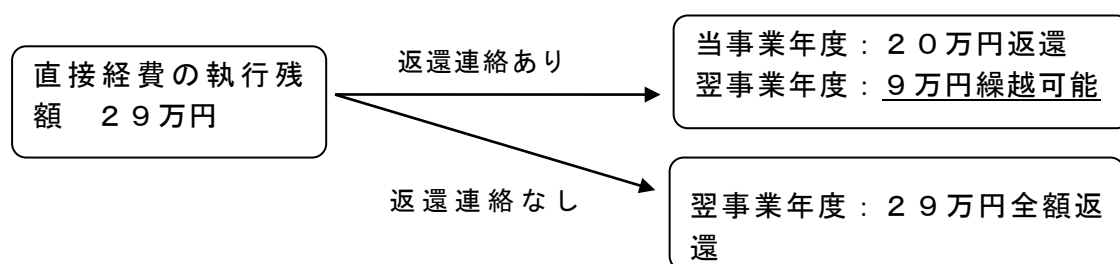 直接経費の執行残
額　２９万円
返還連絡あり
当事業年度：２０万円返還
翌事業年度：９万円繰越可能
返還連絡なし
翌事業年度：２９万円全額返
還